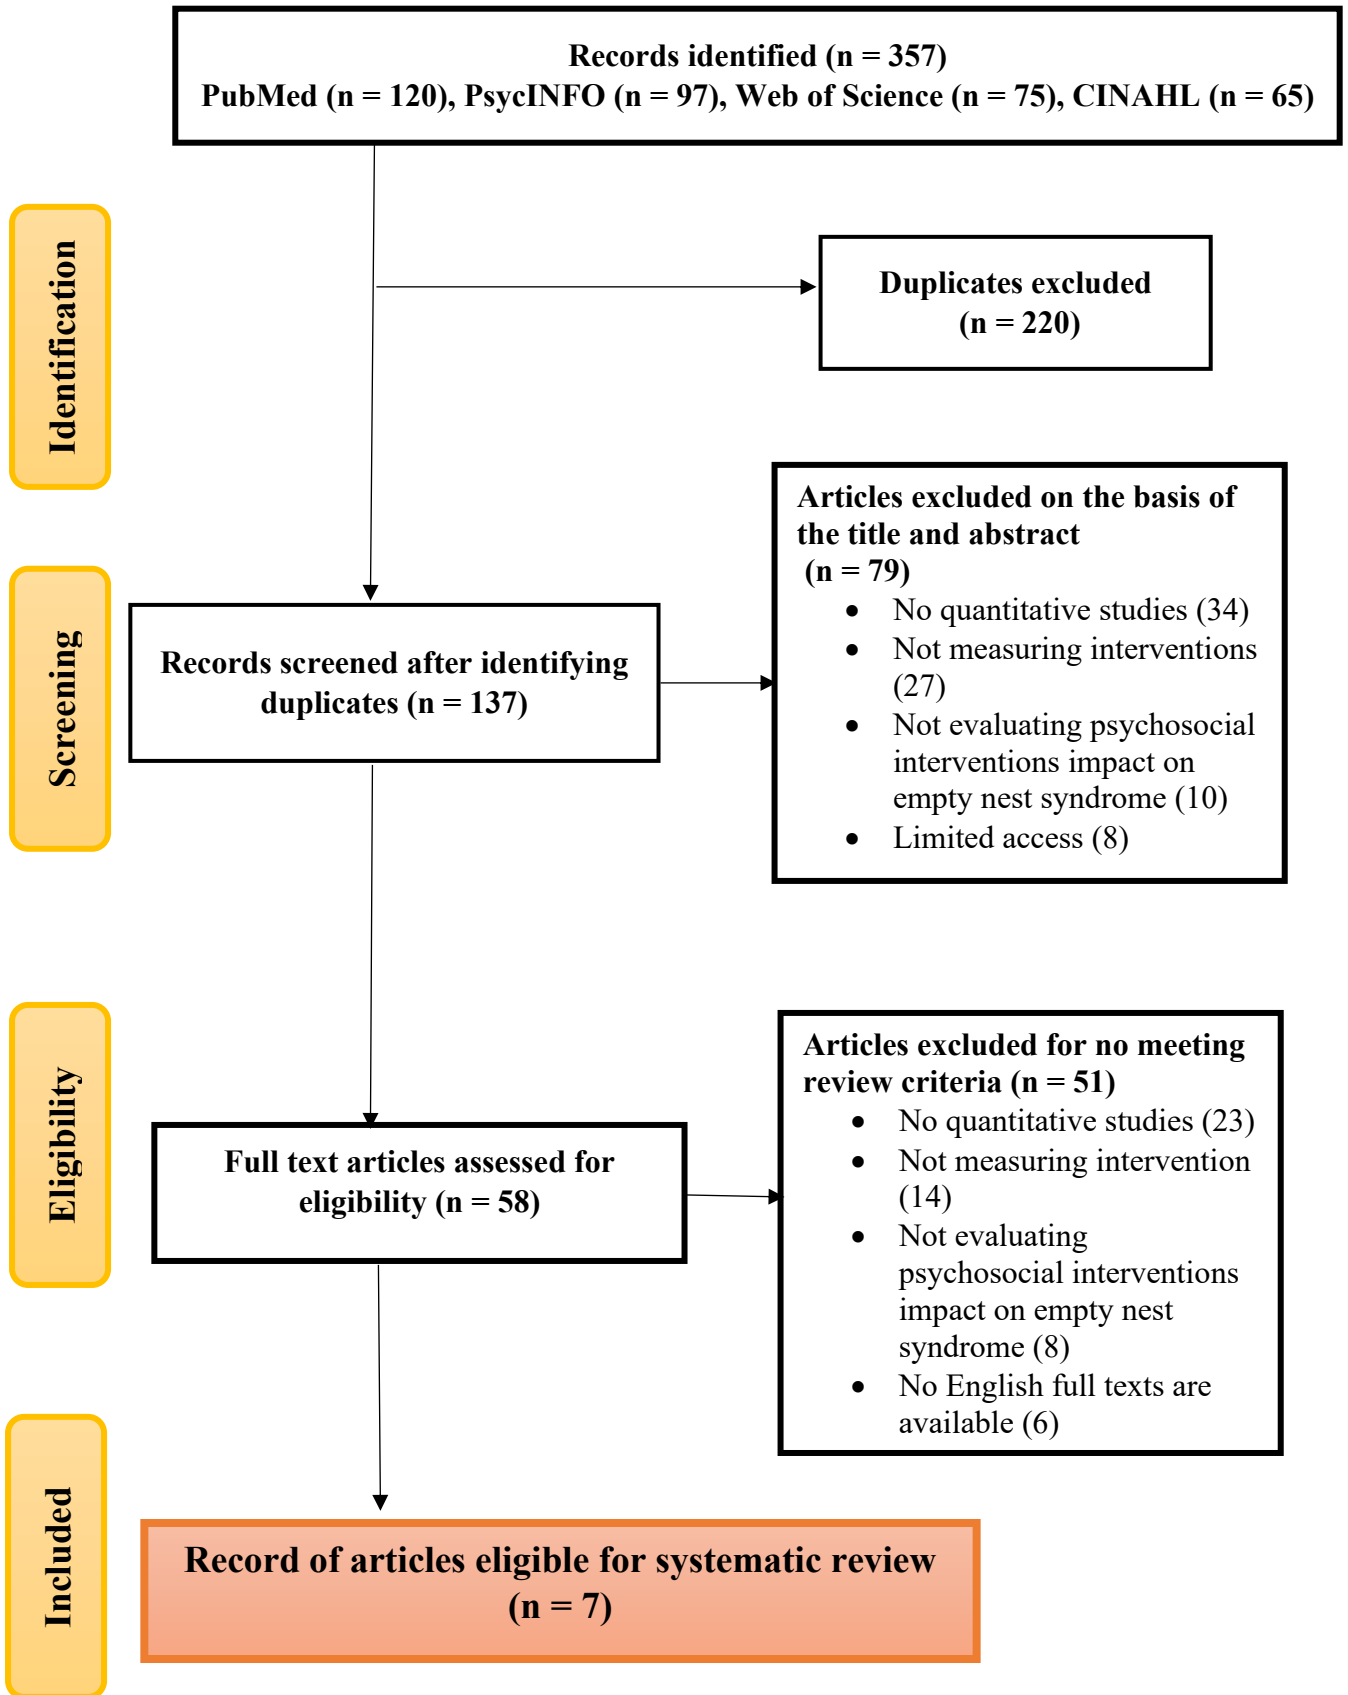 Records identified (n = 357)
PubMed (n = 120), PsycINFO (n = 97), Web of Science (n = 75), CINAHL (n = 65)
Identification
Duplicates excluded
(n = 220)
Screening
Records screened after identifying
duplicates (n = 137)
Articles excluded on the basis of
the title and abstract
(n = 79)
• No quantitative studies (34)
• Not measuring interventions
(27)
• Not evaluating psychosocial
interventions impact on
empty nest syndrome (10)
• Limited access (8)
Eligibility
Full text articles assessed for
eligibility (n = 58)
Articles excluded for no meeting
review criteria (n = 51)
• No quantitative studies (23)
• Not measuring intervention
(14)
• Not evaluating
psychosocial interventions
impact on empty nest
syndrome (8)
• No English full texts are
available (6)
Included
Record of articles eligible for systematic review
(n = 7)